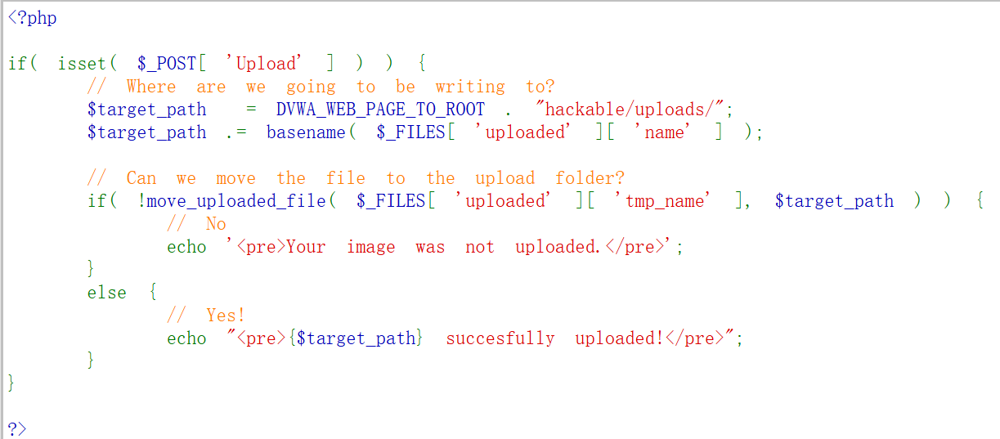 <?php
if( isset( $_POST[ 'Upload' ] ) ) {
// Where are we going to be writing to?
$target_path = DVWA_WEB_PAGE_TO_ROOT . "hackable/uploads/";
$target_path .= basename( $_FILES[ 'uploaded' ][ 'name' ] );
// Can we move the file to the upload folder?
if( !move_uploaded_file( $_FILES[ 'uploaded' ][ 'tmp_name' ], $target_path ) ) {
// No
echo '<pre>Your image was not uploaded.</pre>';
}
else {
// Yes!
echo "<pre>{$target_path} succesfully uploaded!</pre>";
}
}
?>